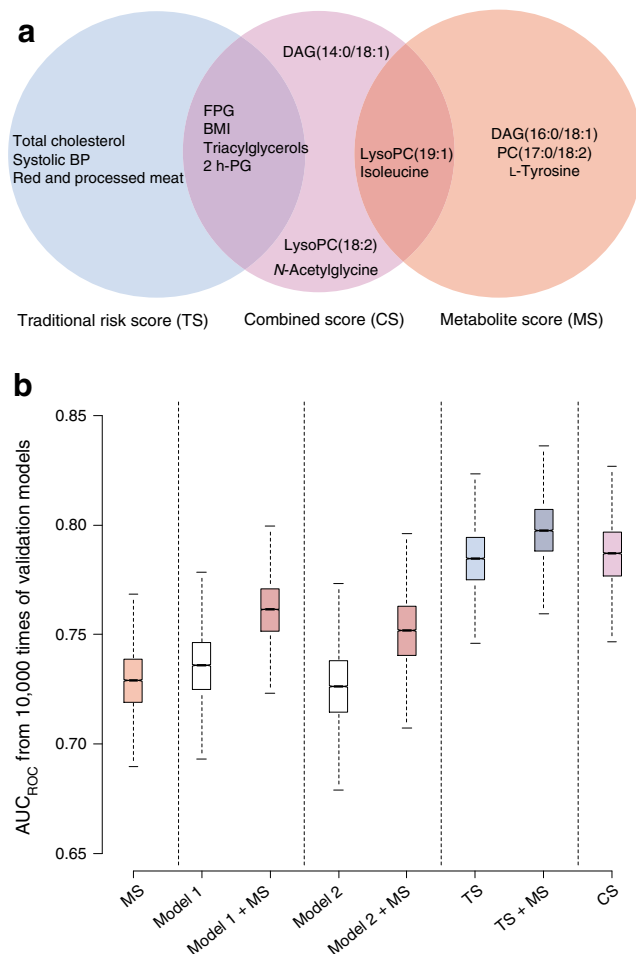 a
DAG(14:0/18:1)
FPG
BMI
Triacylglycerols
2 h-PG
Total cholesterol
Systolic BP
Red and processed meat
LysoPC(19:1)
Isoleucine
DAG(16:0/18:1)
PC(17:0/18:2)
L-Tyrosine
LysoPC(18:2)
N-Acetylglycine
Traditional risk score (TS)
Combined score (CS)
Metabolite score (MS)
b
AUCROC from 10,000 times of validation models
0.85
0.80
0.75
0.70
0.65
MS
Model 1
Model 1 + MS
Model 2
Model 2 + MS
TS
TS + MS
CS